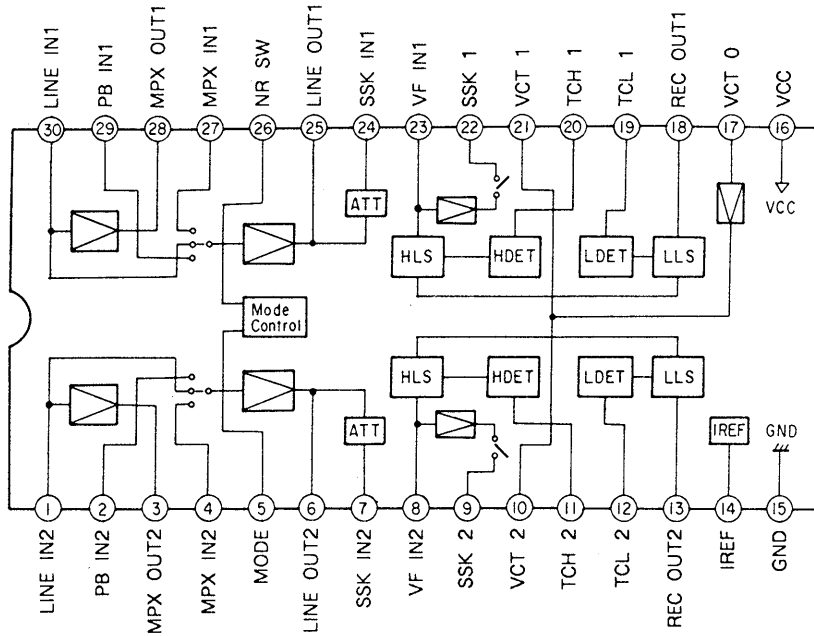 LINE IN1
PB IN1
MPX OUT1
MPX IN1
NR SW
LINE OUT1
SSK IN1
VF IN1
SSK 1
VCT 1
TCH 1
TCL 1
REC OUT1
VCT 0
VCC
30 29 28 27 26 25 24 23 22 21 20 19 18 17 16
ATT
VCC
HLS HDET LDET LLS
Mode
Control
HLS HDET LDET LLS
ATT
IREF GND
1 2 3 4 5 6 7 8 9 10 11 12 13 14 15
LINE IN2
PB IN2
MPX OUT2
MPX IN2
MODE
LINE OUT2
SSK IN2
VF IN2
SSK 2
VCT 2
TCH 2
TCL 2
REC OUT2
IREF
GND